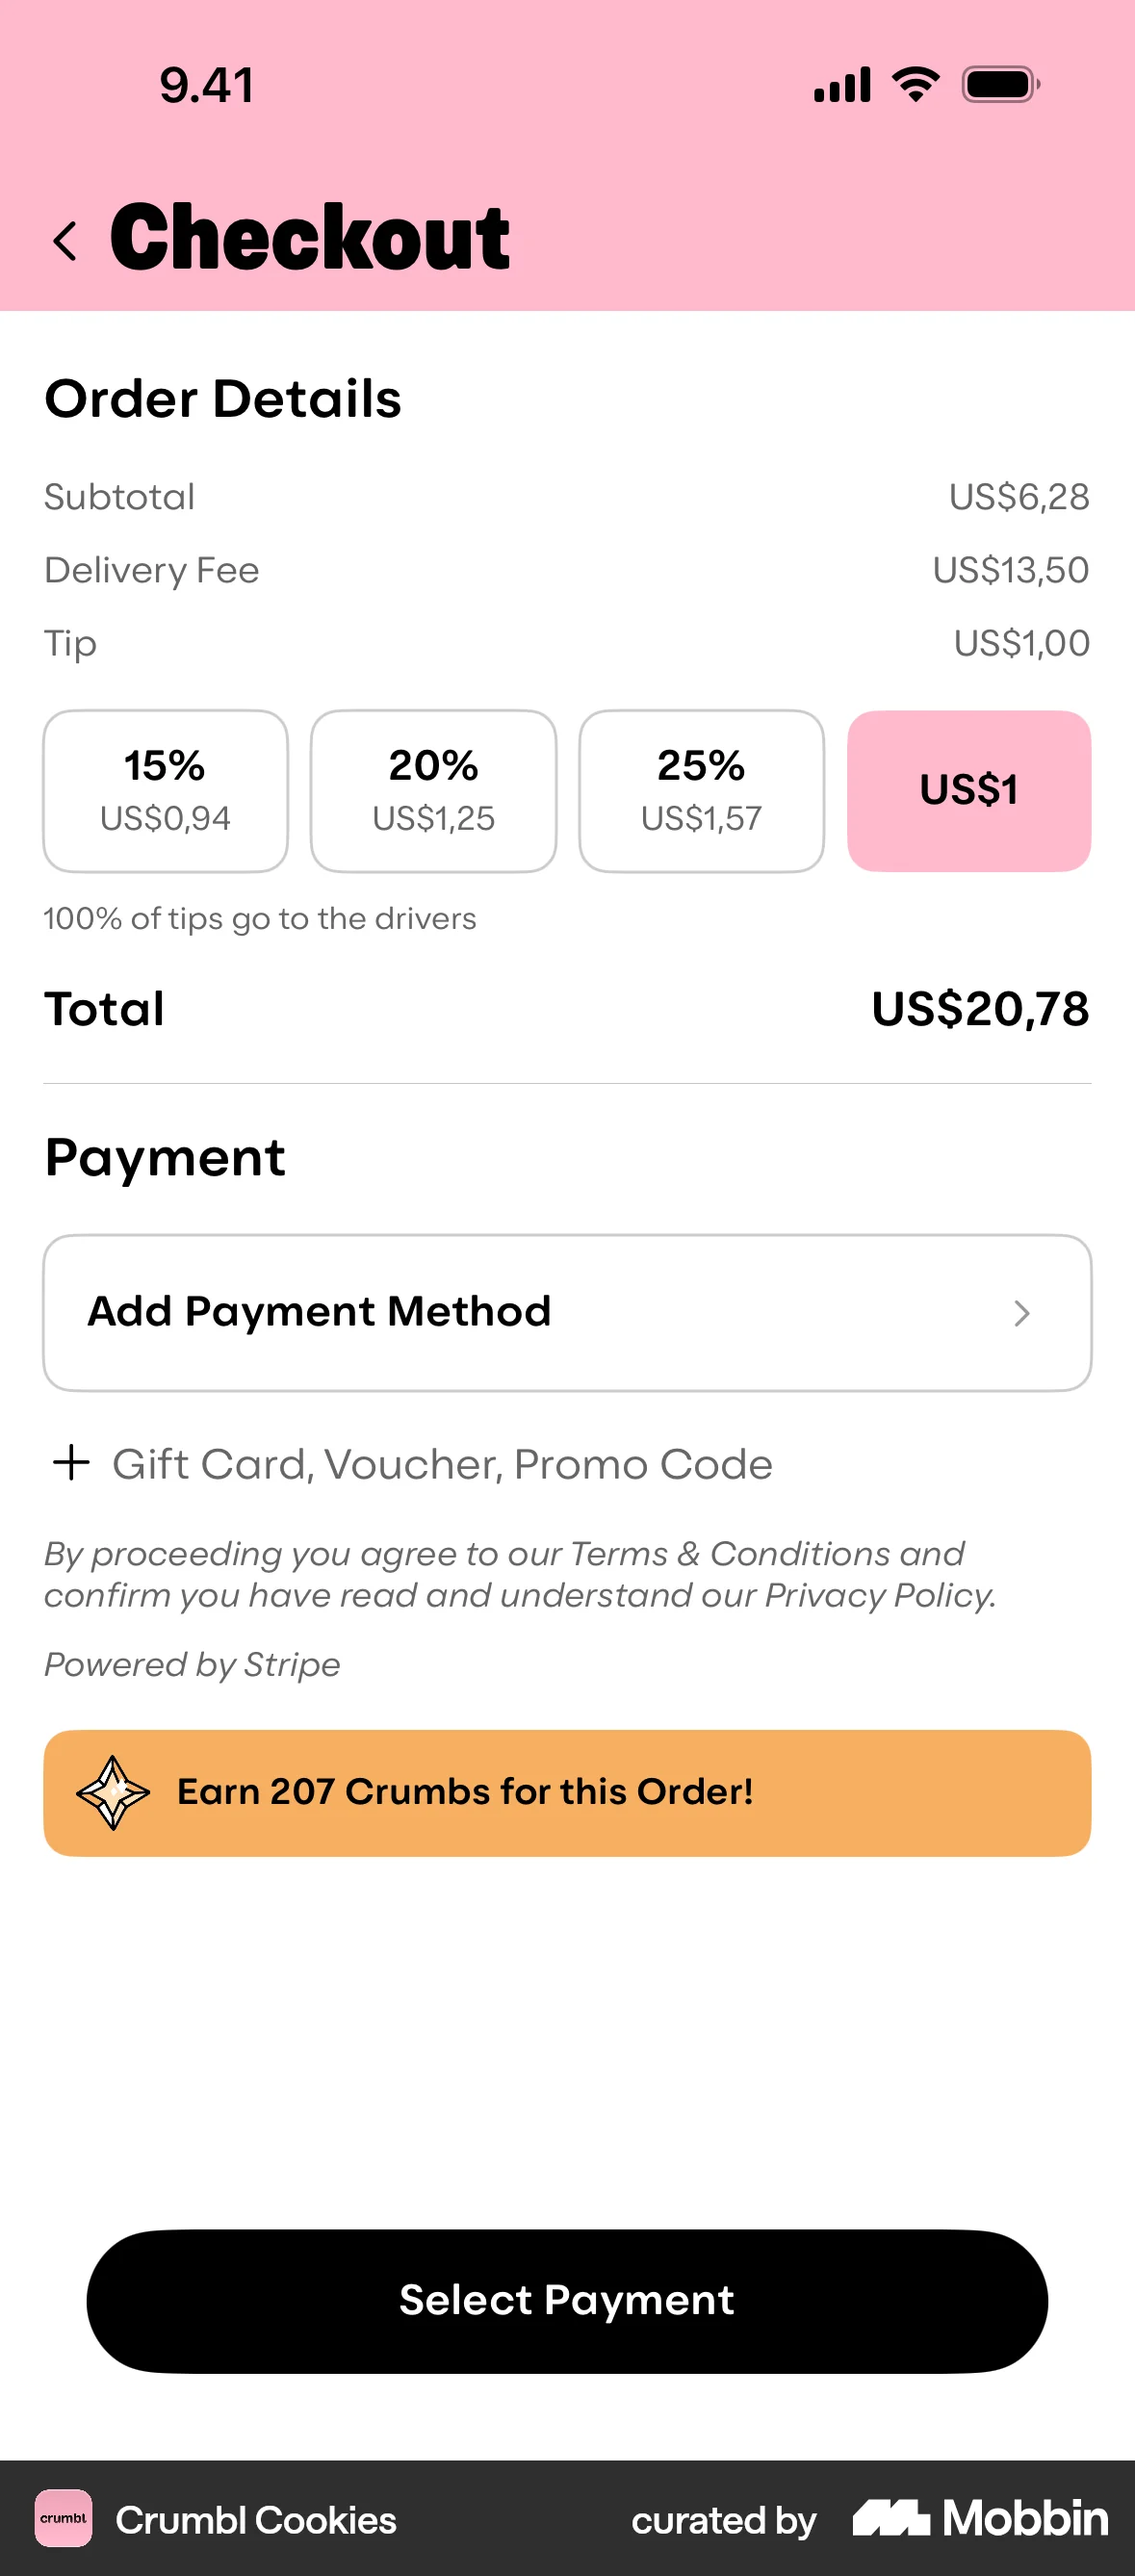 9.41
Checkout
Order Details
Subtotal US$6,28
Delivery Fee US$13,50
Tip US$1,00
15% 20% 25% US$1
US$0,94 US$1,25 US$1,57
100% of tips go to the drivers
Total US$20,78
Payment
Add Payment Method
Gift Card, Voucher, Promo Code
By proceeding you agree to our Terms & Conditions and
confirm you have read and understand our Privacy Policy.
Powered by Stripe
Earn 207 Crumbs for this Order!
Select Payment
crumbl Crumbl Cookies curated by Mobbin